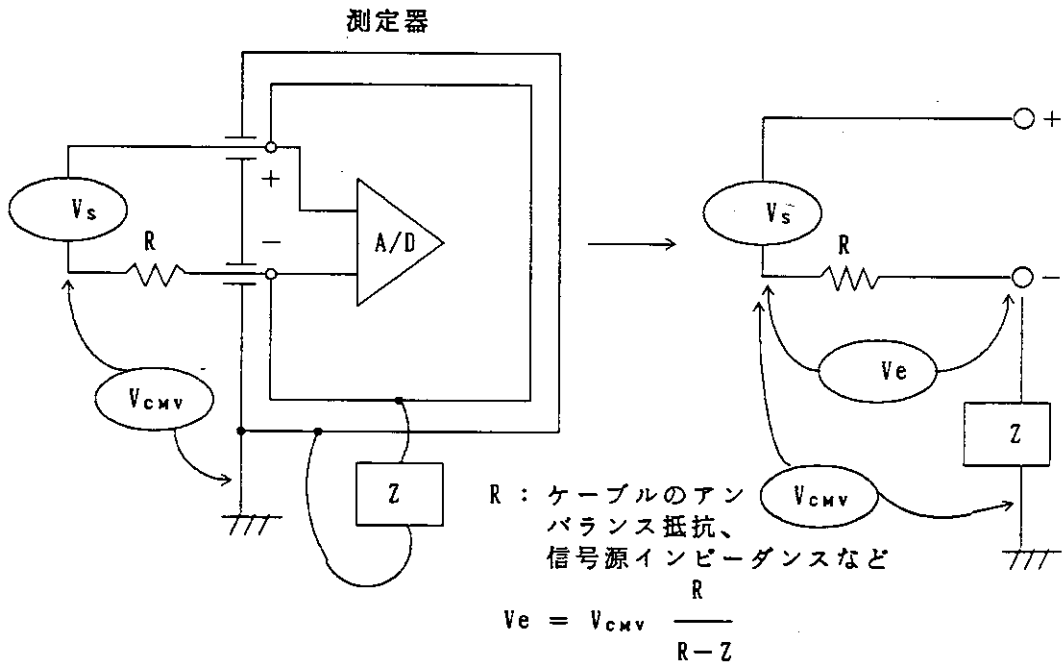 測定器
Vs
R
+
−
A/D
VCMV
Z
+
Vs
R
−
Ve
Z
VCMV
R : ケーブルのアン
バランス抵抗、
信号源インピーダンスなど
Ve = VCMV R / R−Z